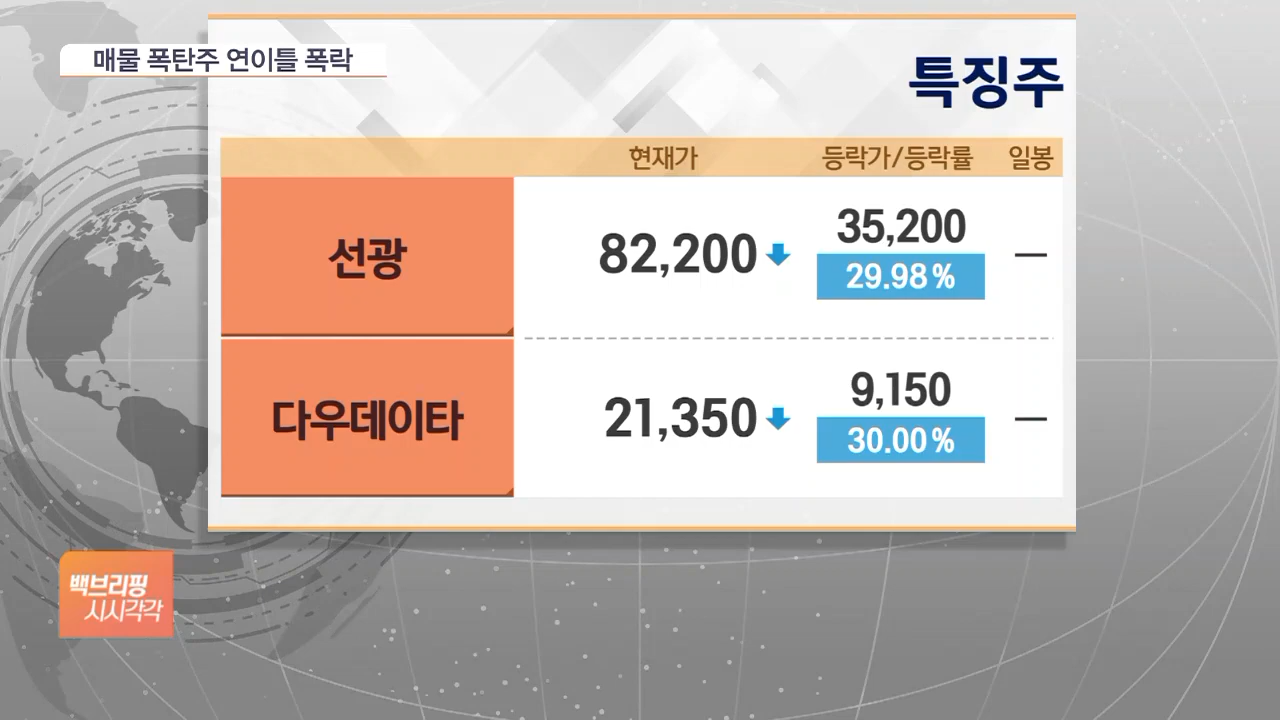 매물 폭탄주 연이틀 폭락
특징주
현재가 등락가/등락률 일봉
선광 82,200 35,200
29.98%
다우데이타 21,350 9,150
30.00%
백브리핑
시시각각